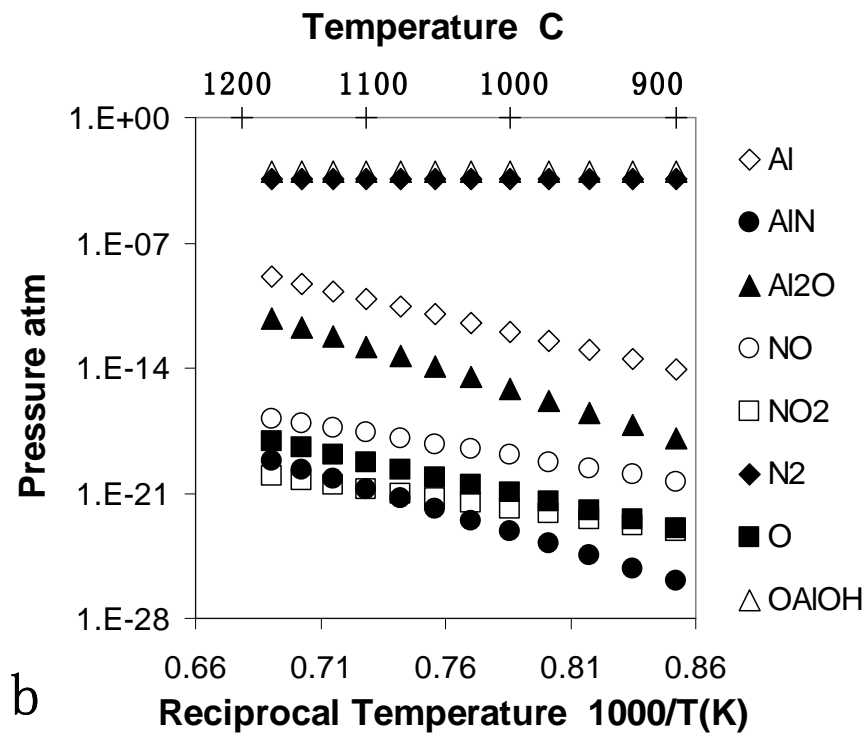 Temperature C
1200 1100 1000 900
1.E+00
1.E-07
1.E-14
1.E-21
1.E-28
Pressure atm
0.66 0.71 0.76 0.81 0.86
Reciprocal Temperature 1000/T(K)
Al
AlN
Al2O
NO
NO2
N2
O
OAlOH
b